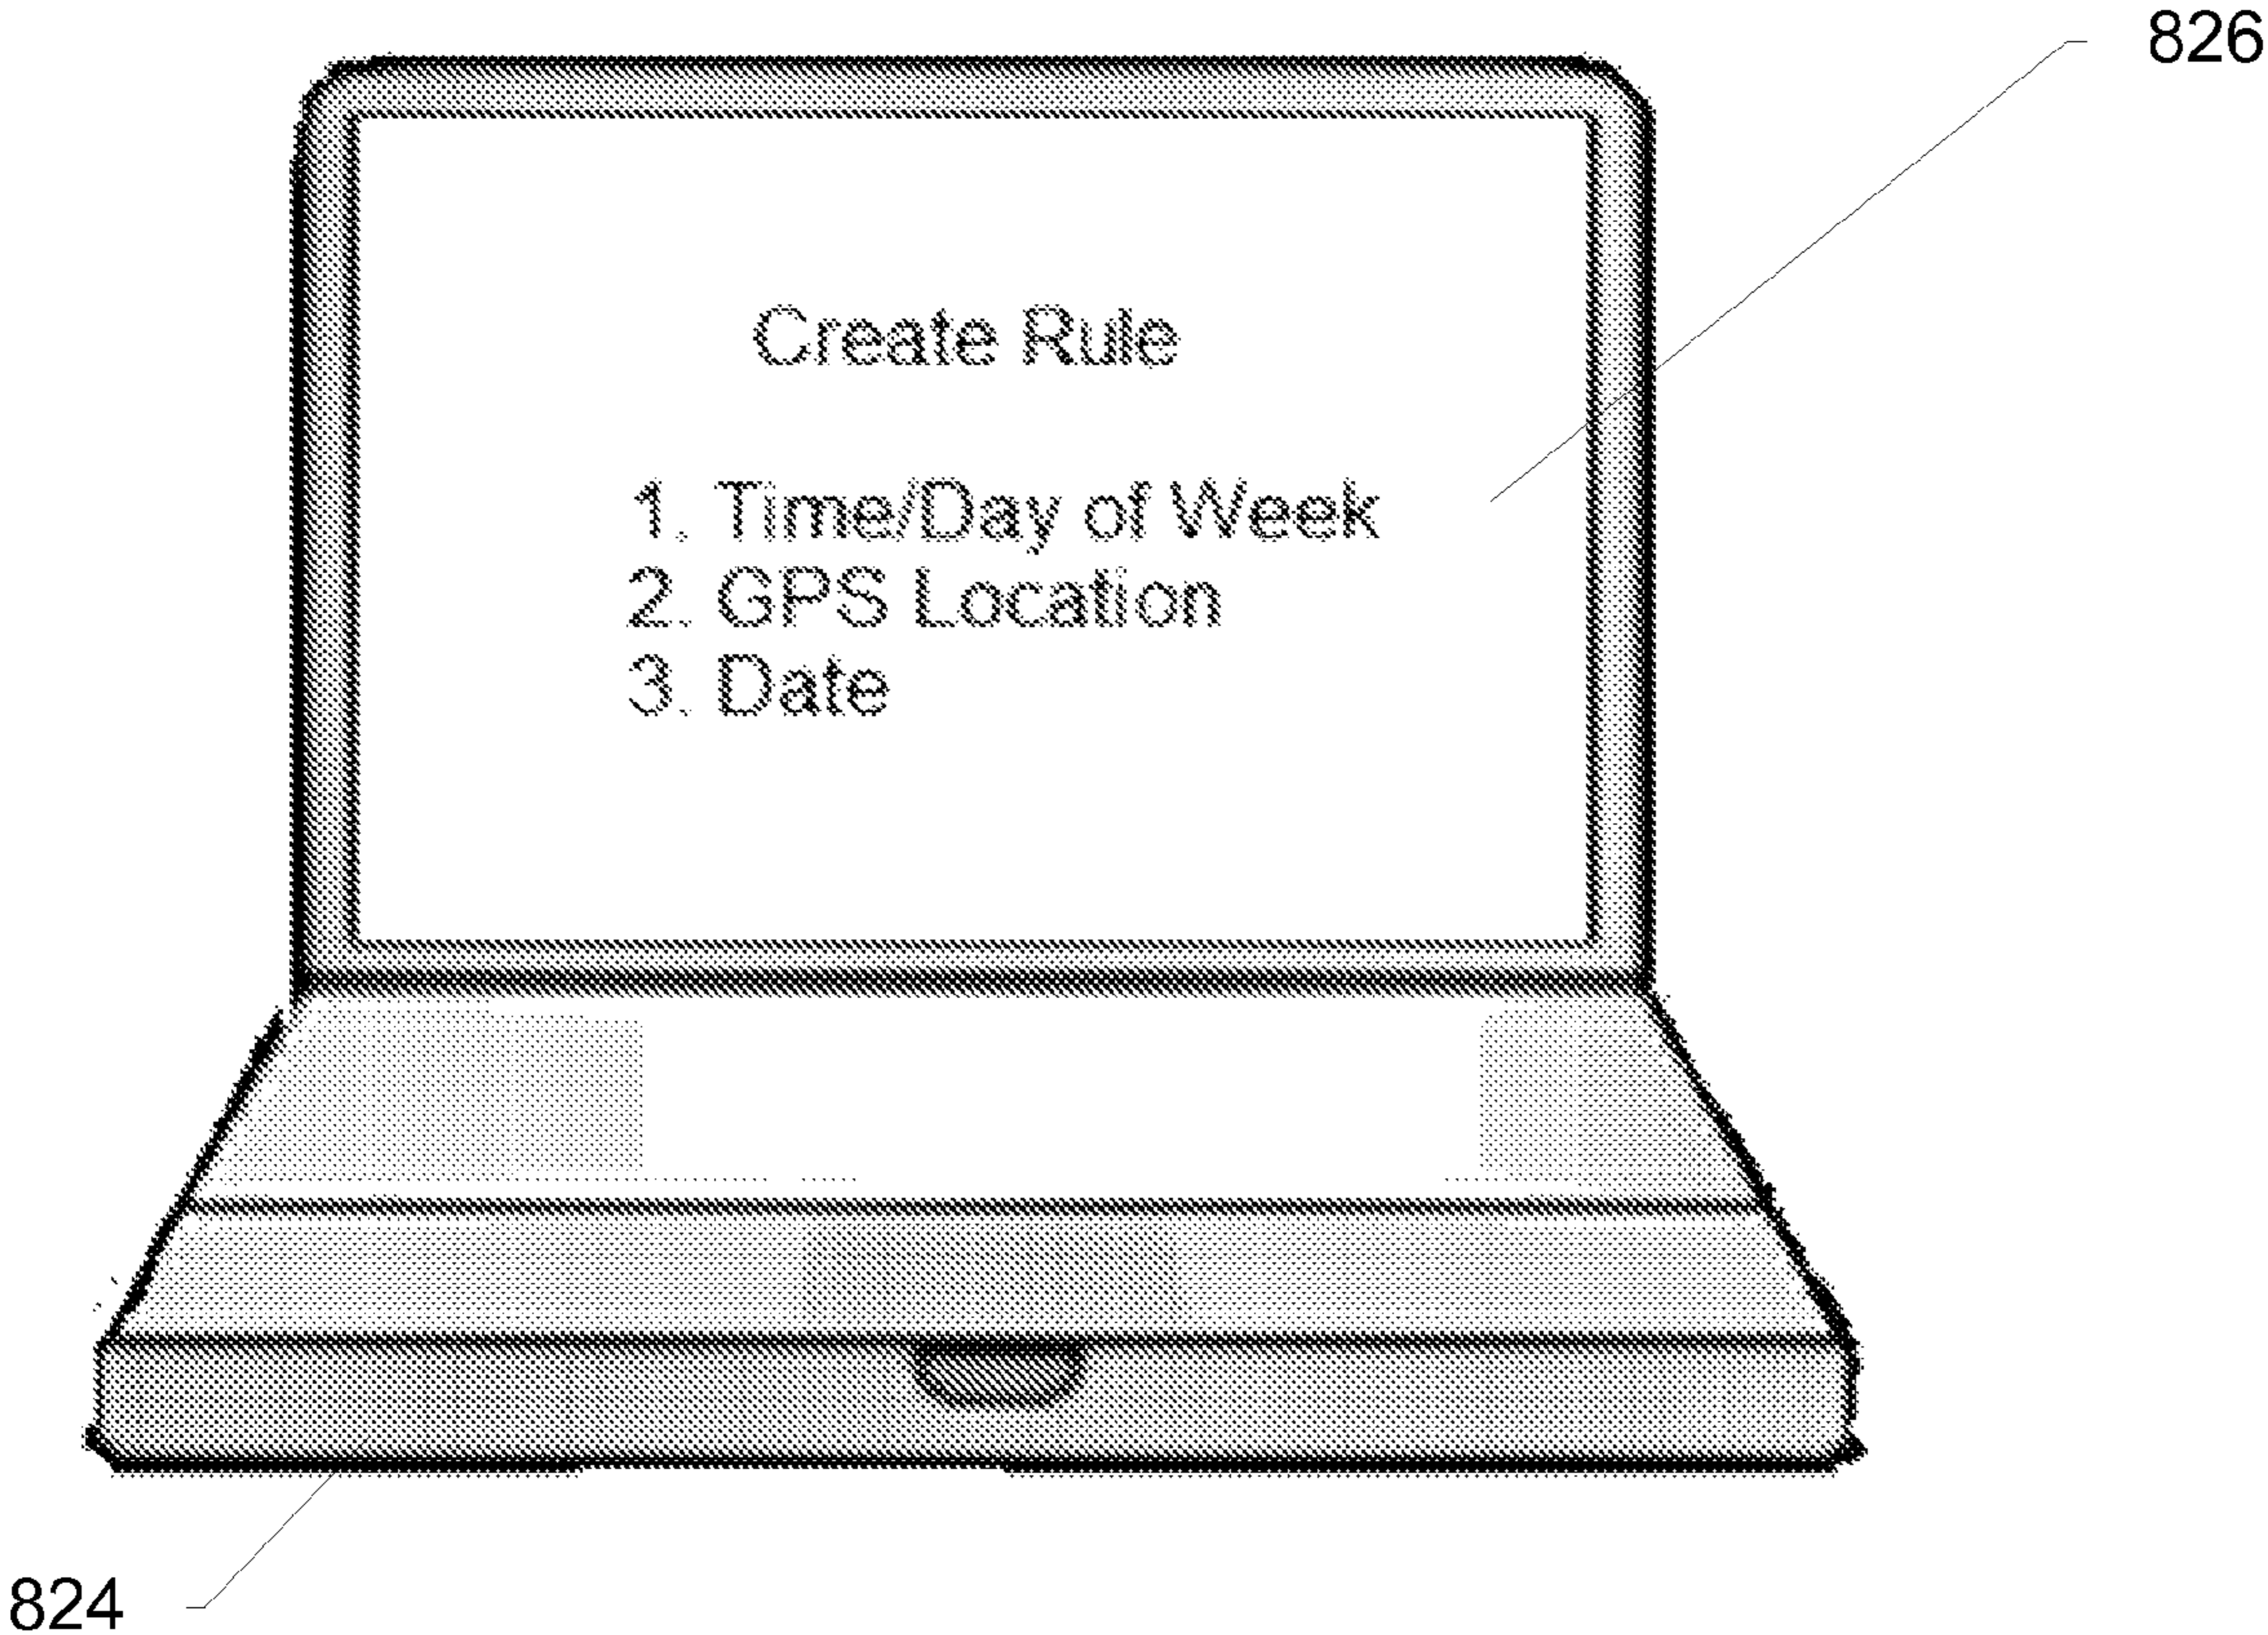 826
Create Rule
1. Time/Day of Week
2. GPS Location
3. Date
824